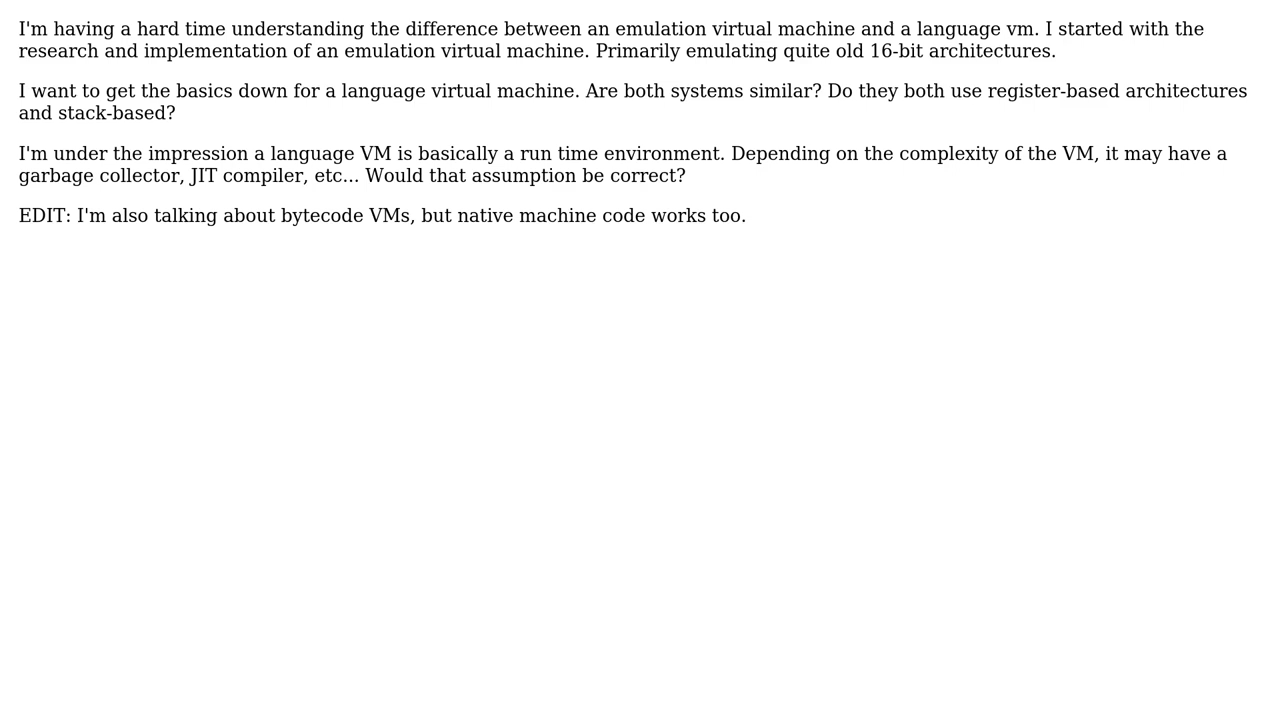 I'm having a hard time understanding the difference between an emulation virtual machine and a language vm. I started with the
research and implementation of an emulation virtual machine. Primarily emulating quite old 16-bit architectures.
I want to get the basics down for a language virtual machine. Are both systems similar? Do they both use register-based architectures
and stack-based?
I'm under the impression a language VM is basically a run time environment. Depending on the complexity of the VM, it may have a
garbage collector, JIT compiler, etc... Would that assumption be correct?
EDIT: I'm also talking about bytecode VMs, but native machine code works too.